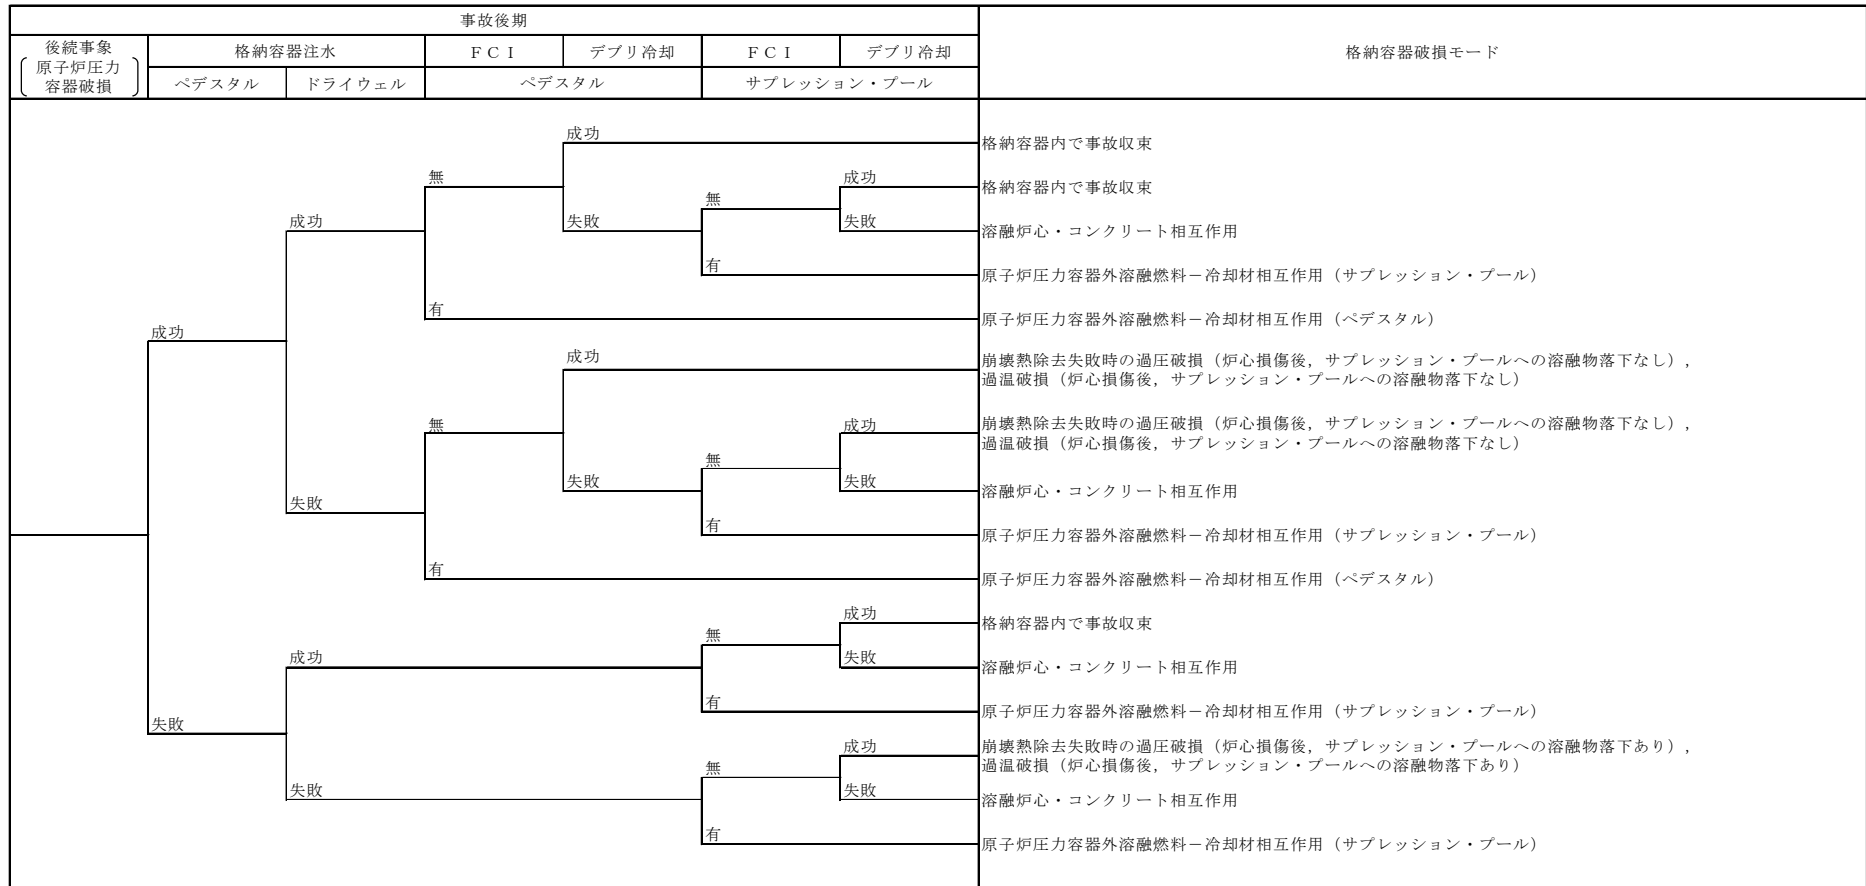 事故後期
後続事象
原子炉圧力
容器破損
格納容器注水
ＦＣＩ
デブリ冷却
ＦＣＩ
デブリ冷却
格納容器破損モード
ペデスタル
ドライウェル
ペデスタル
サプレッション・プール
成功
格納容器内で事故収束
無
成功
格納容器内で事故収束
無
成功
失敗
失敗
溶融炉心・コンクリート相互作用
有
原子炉圧力容器外溶融燃料－冷却材相互作用（サプレッション・プール）
有
原子炉圧力容器外溶融燃料－冷却材相互作用（ペデスタル）
成功
成功
崩壊熱除去失敗時の過圧破損（炉心損傷後，サプレッション・プールへの溶融物落下なし），
過温破損（炉心損傷後，サプレッション・プールへの溶融物落下なし）
無
成功
崩壊熱除去失敗時の過圧破損（炉心損傷後，サプレッション・プールへの溶融物落下なし），
過温破損（炉心損傷後，サプレッション・プールへの溶融物落下なし）
無
失敗
失敗
溶融炉心・コンクリート相互作用
失敗
有
原子炉圧力容器外溶融燃料－冷却材相互作用（サプレッション・プール）
有
原子炉圧力容器外溶融燃料－冷却材相互作用（ペデスタル）
成功
格納容器内で事故収束
無
成功
失敗
溶融炉心・コンクリート相互作用
有
原子炉圧力容器外溶融燃料－冷却材相互作用（サプレッション・プール）
失敗
成功
崩壊熱除去失敗時の過圧破損（炉心損傷後，サプレッション・プールへの溶融物落下あり），
過温破損（炉心損傷後，サプレッション・プールへの溶融物落下あり）
無
失敗
失敗
溶融炉心・コンクリート相互作用
有
原子炉圧力容器外溶融燃料－冷却材相互作用（サプレッション・プール）